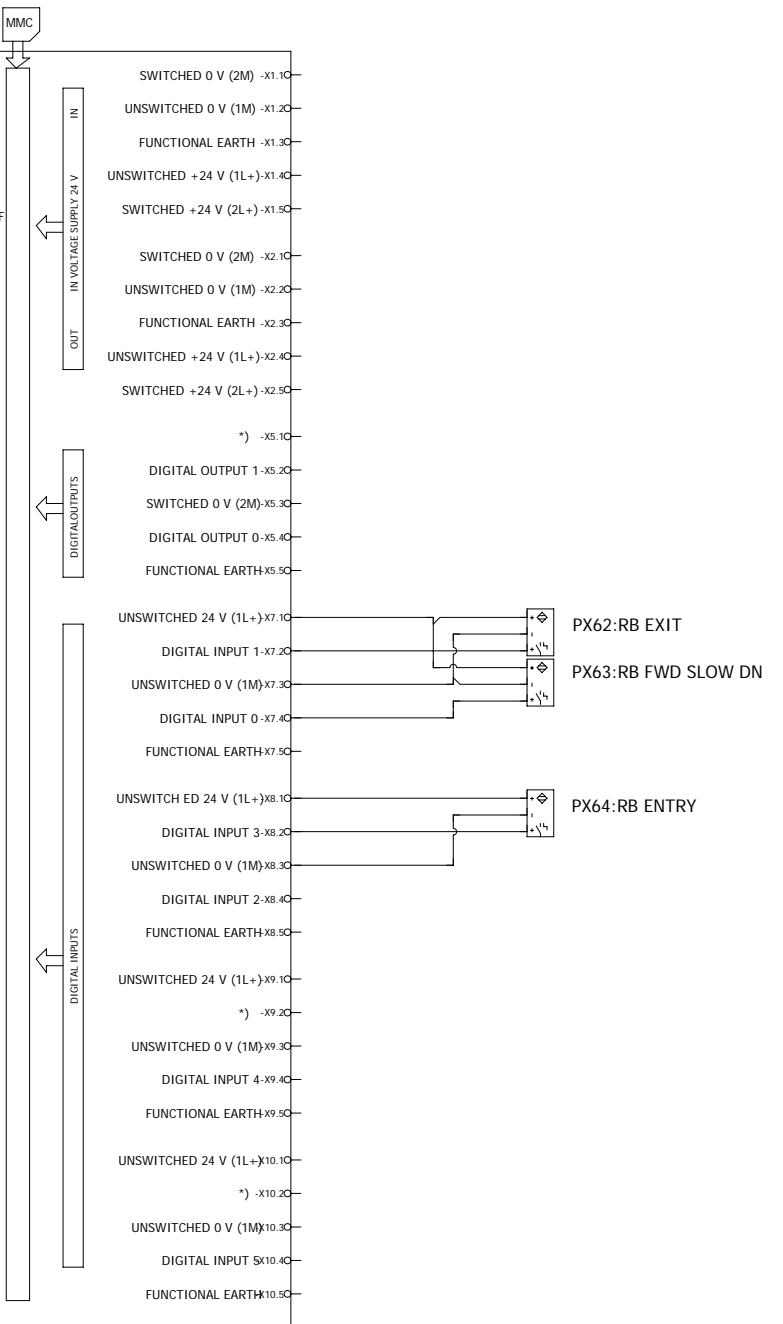 MMC
SWITCHED 0 V (2M) -X1.1
IN
UNSWITCHED 0 V (1M) -X1.2
FUNCTIONAL EARTH -X1.3
UNSWITCHED +24 V (1L+)-X1.4
SWITCHED +24 V (2L+)-X1.5
F
IN VOLTAGE SUPPLY 24 V
SWITCHED 0 V (2M) -X2.1
UNSWITCHED 0 V (1M) -X2.2
FUNCTIONAL EARTH -X2.3
OUT
UNSWITCHED +24 V (1L+)-X2.4
SWITCHED +24 V (2L+) -X2.5
*) -X5.1
DIGITAL OUTPUT 1-X5.2
SWITCHED 0 V (2M)-X5.3
DIGITALOUTPUTS
DIGITAL OUTPUT 0-X5.4
FUNCTIONAL EARTH-X5.5
UNSWITCHED 24 V (1L+)-X7.1
PX62:RB EXIT
DIGITAL INPUT 1-X7.2
PX63:RB FWD SLOW DN
UNSWITCHED 0 V (1M)-X7.3
DIGITAL INPUT 0-X7.4
FUNCTIONAL EARTH-X7.5
UNSWITCH ED 24 V (1L+)-X8.1
PX64:RB ENTRY
DIGITAL INPUT 3-X8.2
UNSWITCHED 0 V (1M)-X8.3
DIGITAL INPUT 2-X8.4
FUNCTIONAL EARTH-X8.5
DIGITAL INPUTS
UNSWITCHED 24 V (1L+)-X9.1
*) -X9.2
UNSWITCHED 0 V (1M)-X9.3
DIGITAL INPUT 4-X9.4
FUNCTIONAL EARTH-X9.5
UNSWITCHED 24 V (1L+)-X10.1
*) -X10.2
UNSWITCHED 0 V (1M)-X10.3
DIGITAL INPUT 5-X10.4
FUNCTIONAL EARTH-X10.5